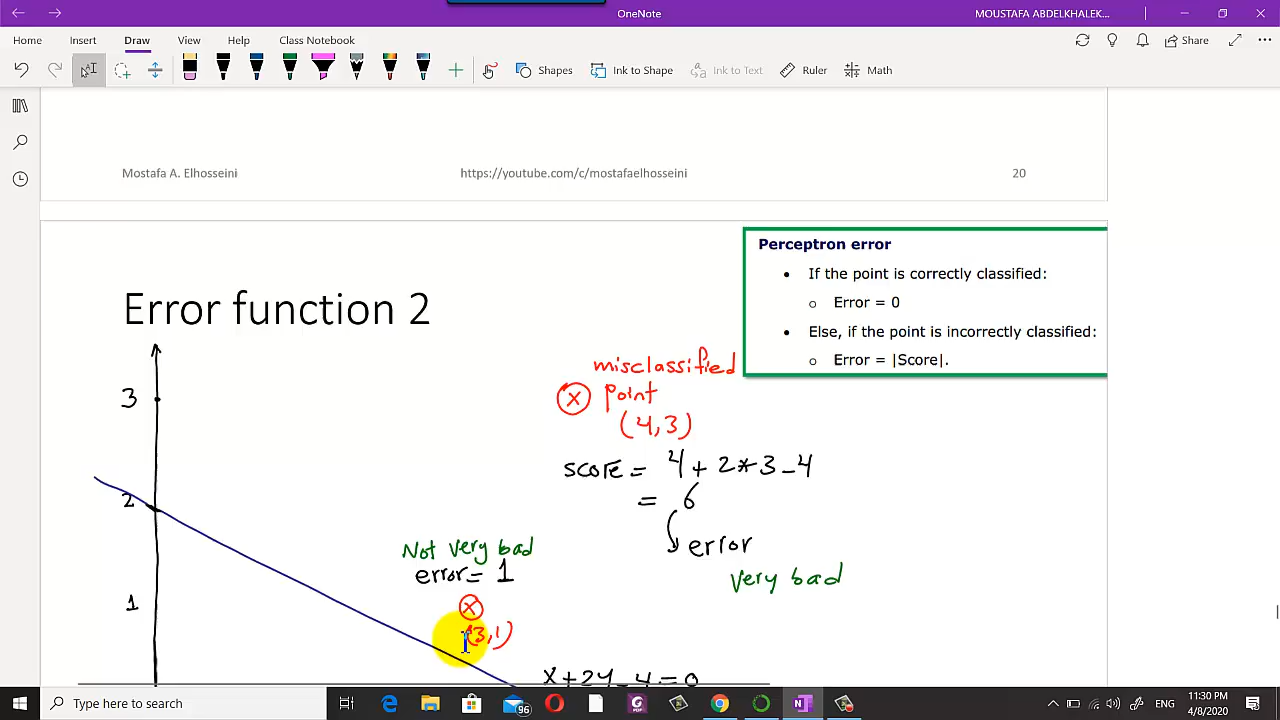 OneNote
MOUSTAFA ABDELKHALEK...
Home
Insert
Draw
View
Help
Class Notebook
Share
Shapes
Ink to Shape
Ink to Text
Ruler
Math
Mostafa A. Elhosseini
https://youtube.com/c/mostafaelhosseini
20
Perceptron error
• If the point is correctly classified:
o Error = 0
• Else, if the point is incorrectly classified:
o Error = |Score|.
Error function 2
misclassified
x point
(4,3)
3
score = 4 + 2*3 - 4
= 6
2
error
Not very bad
error = 1
very bad
1
x
(3,1)
x + 2y - 4 = 0
Type here to search
96
ENG
11:30 PM
4/8/2020